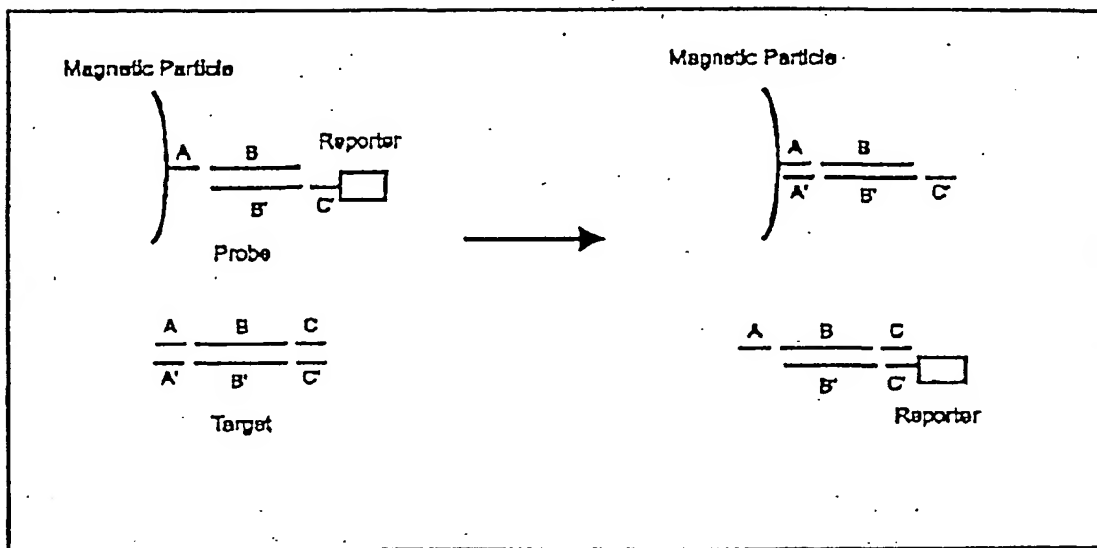 Magnetic Particle
Magnetic Particle
A B Reporter
B' C'
Probe
A B
A' B' C'
A B C
A' B' C'
Target
A B C
B' C'
Reporter